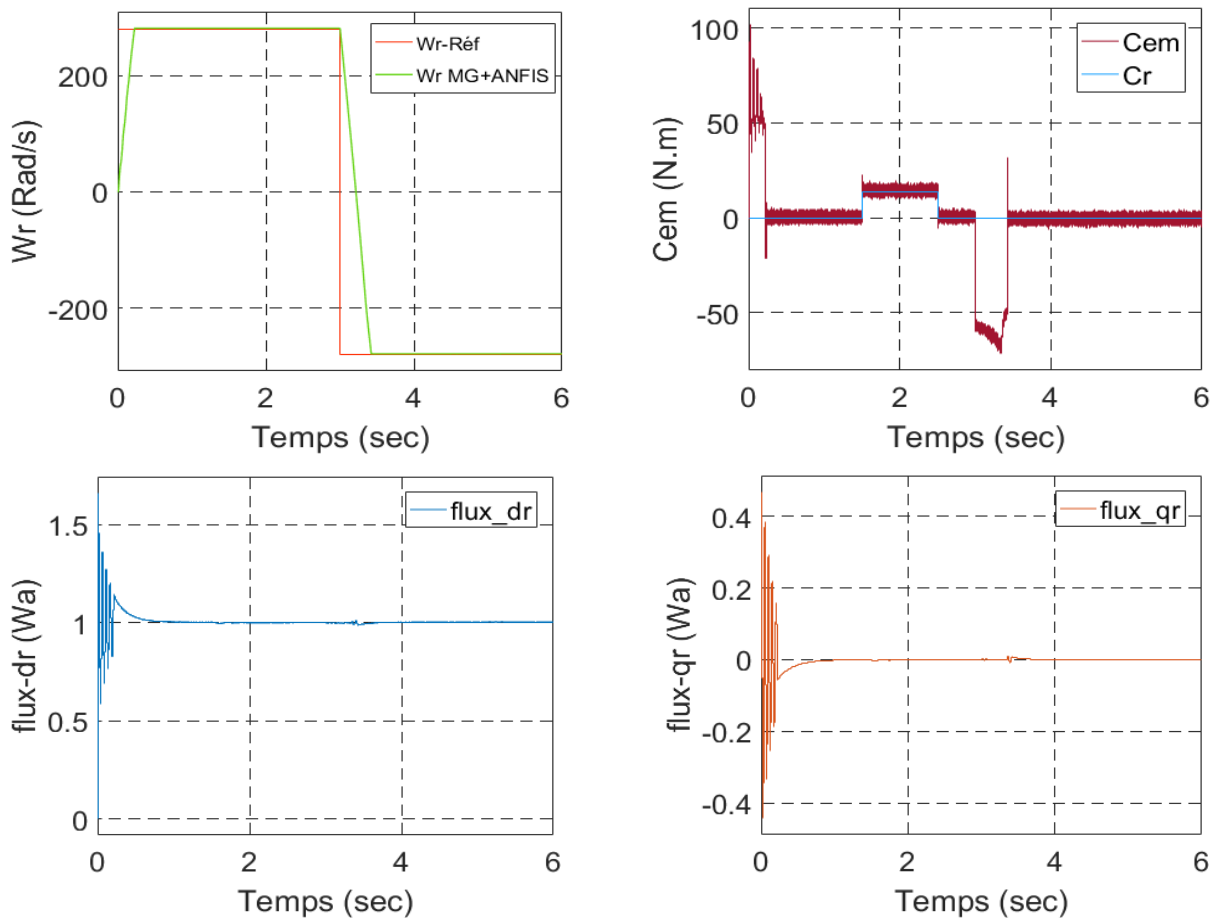 Wr (Rad/s)
200
0
-200
Wr-Réf
Wr MG+ANFIS
0
2
4
6
Temps (sec)
Cem (N.m)
100
50
0
-50
Cem
Cr
0
2
4
6
Temps (sec)
flux-dr (Wa)
1.5
1
0.5
0
flux_dr
0
2
4
6
Temps (sec)
flux-qr (Wa)
0.4
0.2
0
-0.2
-0.4
flux_qr
0
2
4
6
Temps (sec)